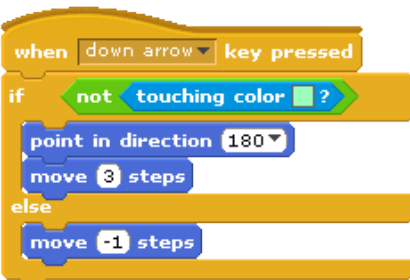 when down arrow key pressed
if not touching color ?
point in direction 180
move 3 steps
else
move -1 steps